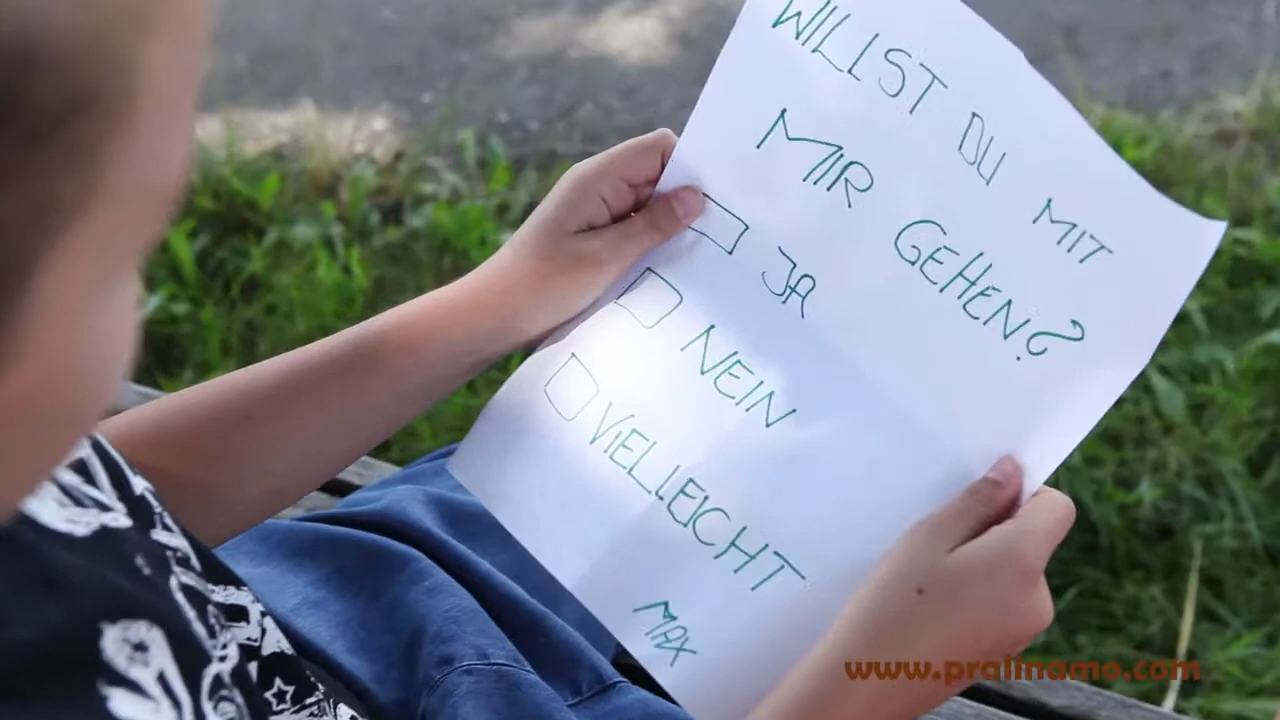 WILLST DU MIT
MIR GEHEN?
JA
NEIN
VIELLEICHT
MAX
www.pralinamo.com